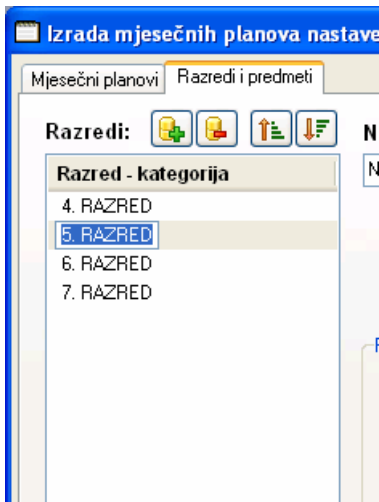 Izrada mjesečnih planova nastave
Mjesečni planovi
Razredi i predmeti
Razredi:
N
Razred - kategorija
N
4. RAZRED
5. RAZRED
6. RAZRED
7. RAZRED